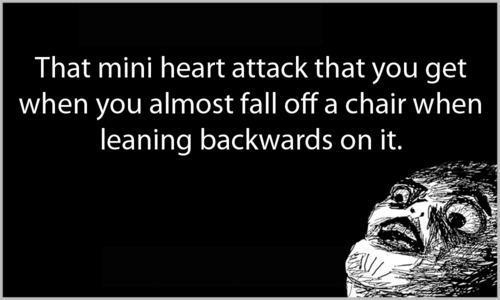 That mini heart attack that you get
when you almost fall off a chair when
leaning backwards on it.